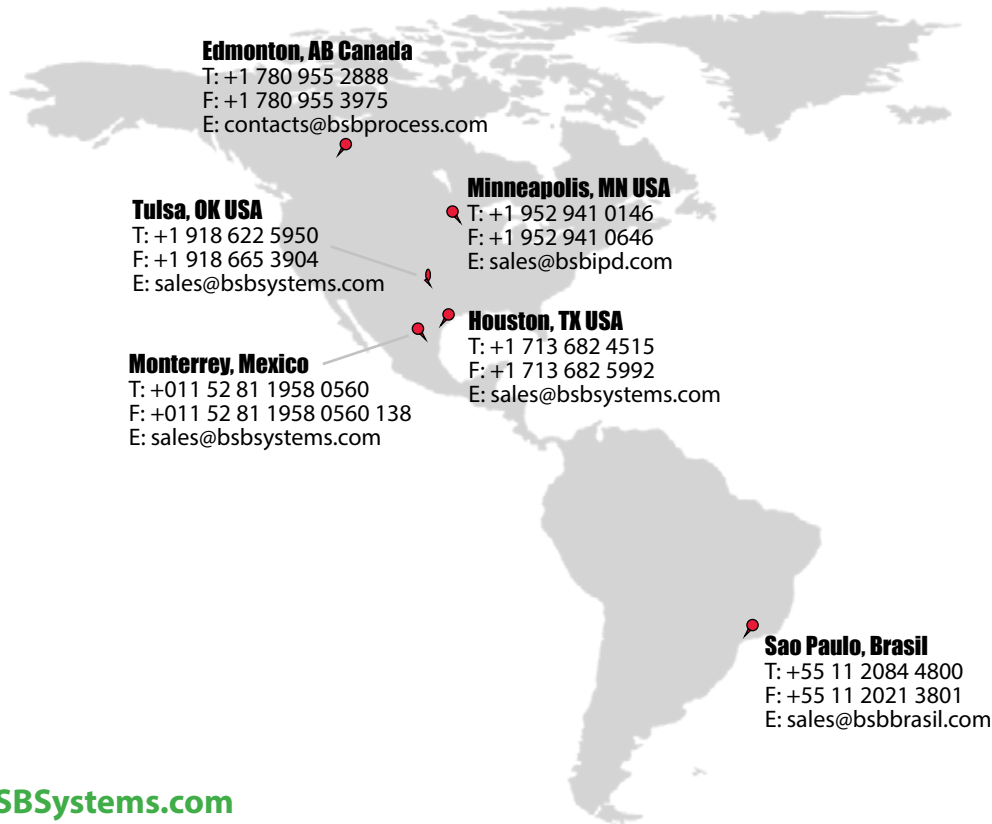 Edmonton, AB Canada
T: +1 780 955 2888
F: +1 780 955 3975
E: contacts@bsbprocess.com
Minneapolis, MN USA
T: +1 952 941 0146
F: +1 952 941 0646
E: sales@bsbipd.com
Tulsa, OK USA
T: +1 918 622 5950
F: +1 918 665 3904
E: sales@bsbsystems.com
Houston, TX USA
T: +1 713 682 4515
F: +1 713 682 5992
E: sales@bsbsystems.com
Monterrey, Mexico
T: +011 52 81 1958 0560
F: +011 52 81 1958 0560 138
E: sales@bsbsystems.com
Sao Paulo, Brasil
T: +55 11 2084 4800
F: +55 11 2021 3801
E: sales@bsbbrasil.com
SBSystems.com